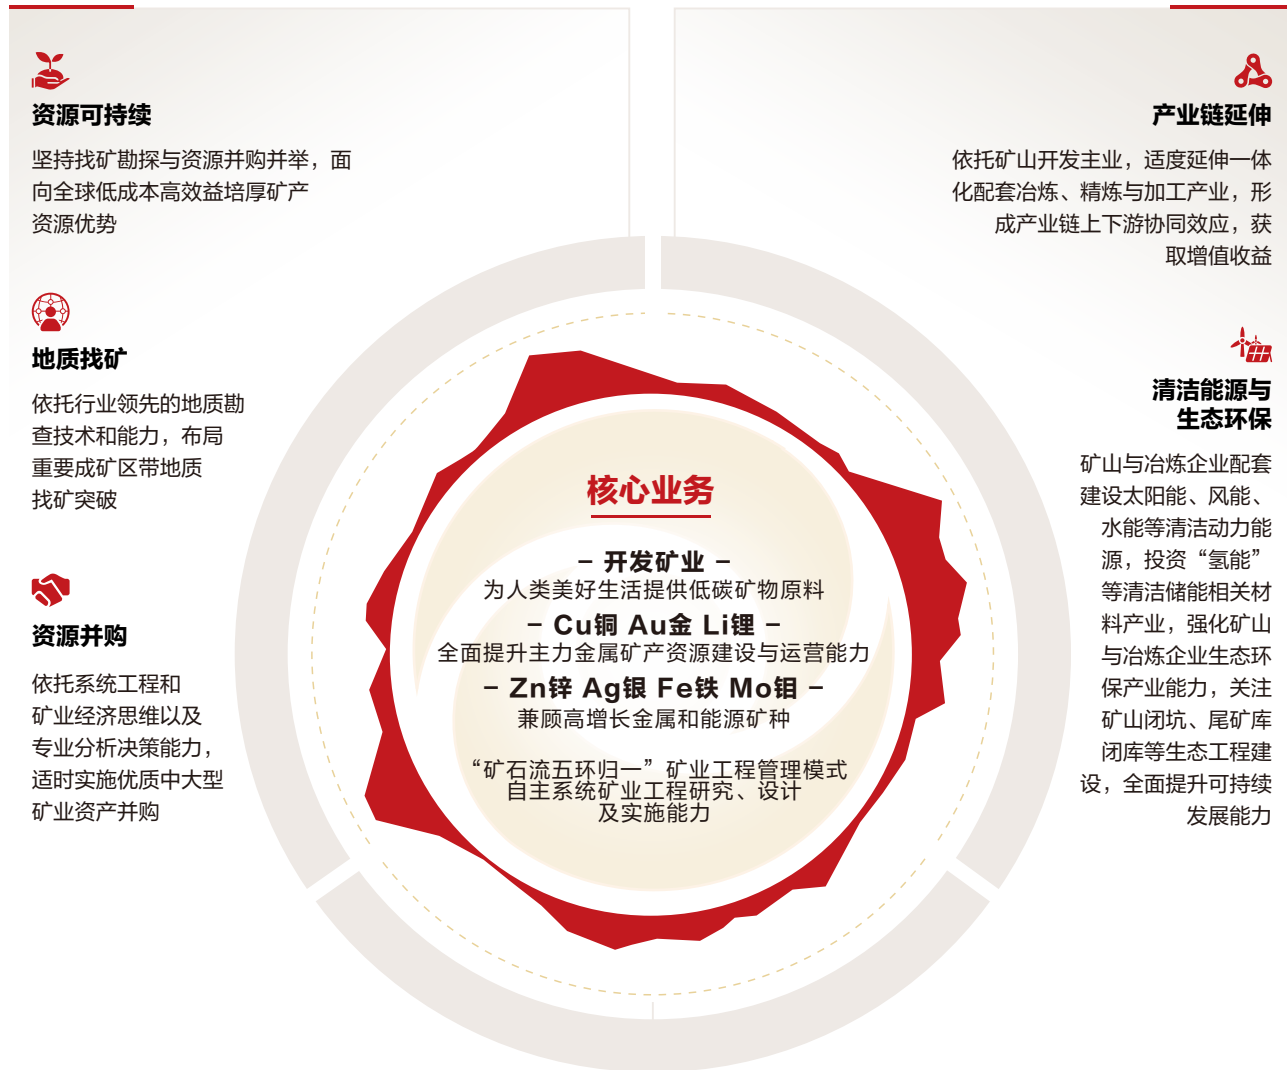 资源可持续
坚持找矿勘探与资源并购并举，面
向全球低成本高效益培厚矿产
资源优势
地质找矿
依托行业领先的地质勘
查技术和能力，布局
重要成矿区带地质
找矿突破
资源并购
依托系统工程和
矿业经济思维以及
专业分析决策能力，
适时实施优质中大型
矿业资产并购
核心业务
– 开发矿业 –
为人类美好生活提供低碳矿物原料
– Cu铜 Au金 Li锂 –
全面提升主力金属矿产资源建设与运营能力
– Zn锌 Ag银 Fe铁 Mo钼 –
兼顾高增长金属和能源矿种
“矿石流五环归一”矿业工程管理模式
自主系统矿业工程研究、设计
及实施能力
产业链延伸
依托矿山开发主业，适度延伸一体
化配套冶炼、精炼与加工产业，形
成产业链上下游协同效应，获
取增值收益
清洁能源与
生态环保
矿山与冶炼企业配套
建设太阳能、风能、
水能等清洁动力能
源，投资“氢能”
等清洁储能相关材
料产业，强化矿山
与冶炼企业生态环
保产业能力，关注
矿山闭坑、尾矿库
闭库等生态工程建
设，全面提升可持续
发展能力